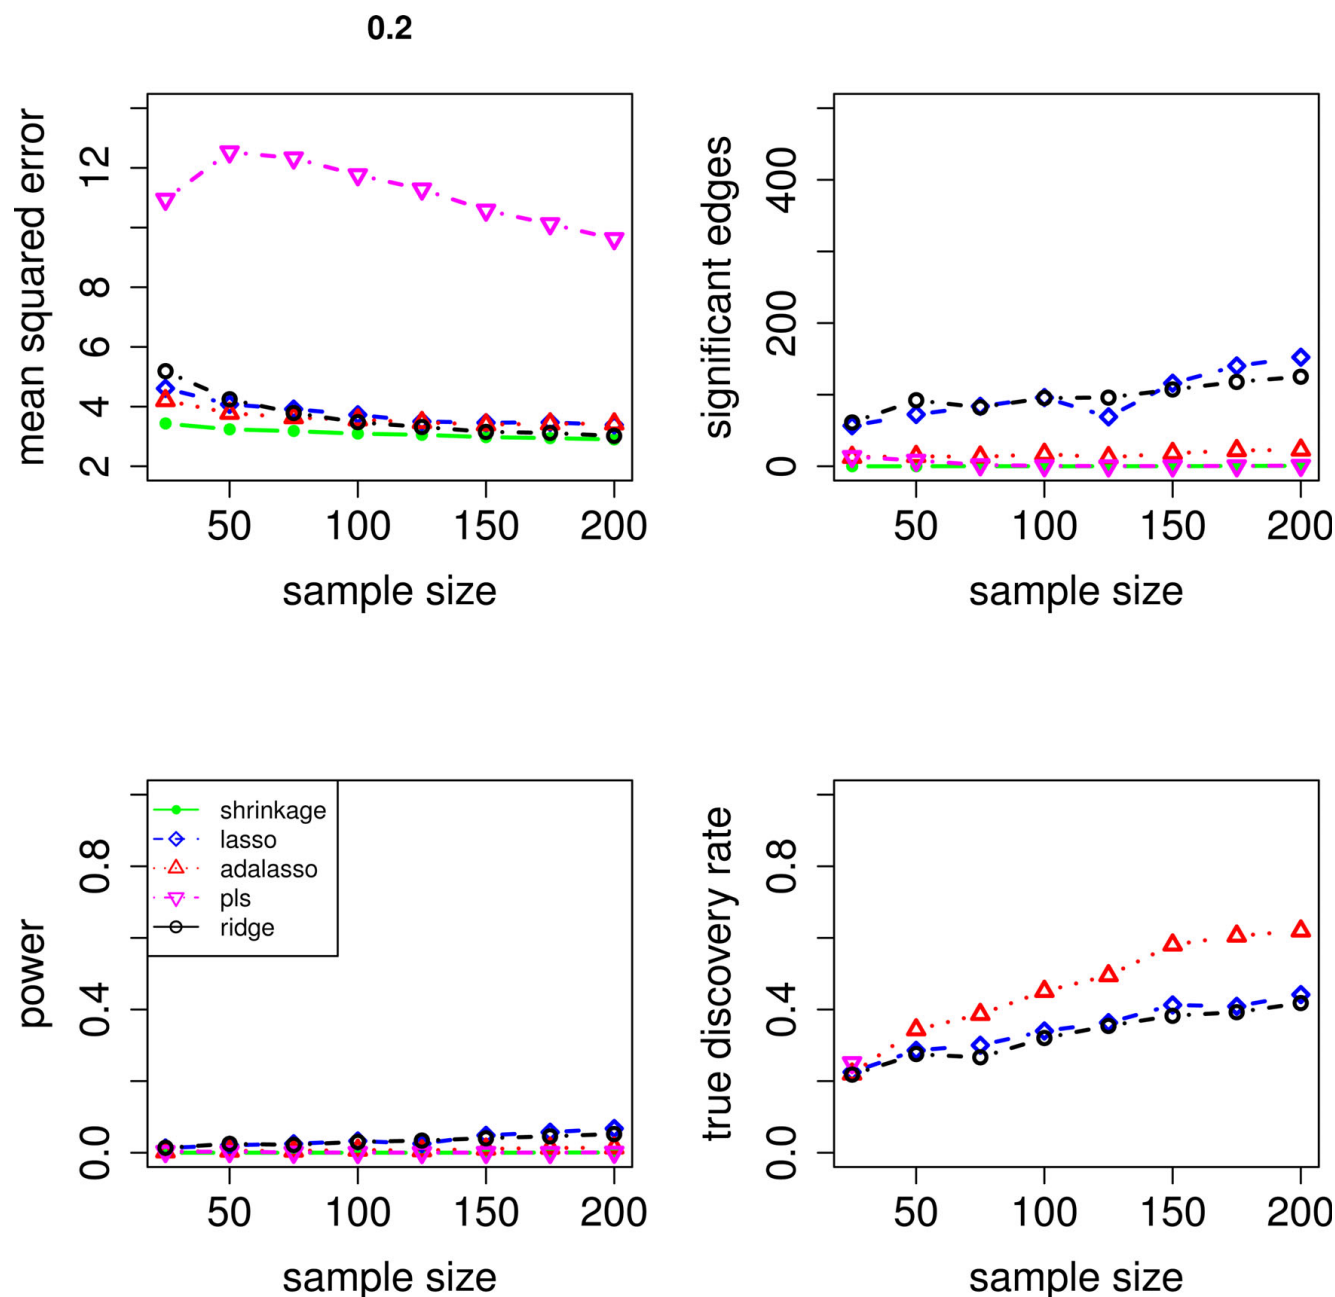 0.2
mean squared error
12
8
6
4
2
50 100 150 200
sample size
significant edges
400
200
0
50 100 150 200
sample size
power
0.8
0.4
0.0
shrinkage
lasso
adalasso
pls
ridge
50 100 150 200
sample size
true discovery rate
0.8
0.4
0.0
50 100 150 200
sample size